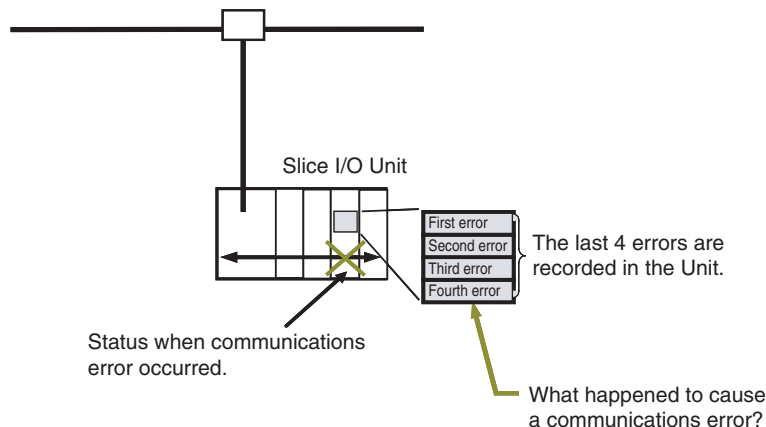 Slice I/O Unit
First error
Second error
Third error
Fourth error
The last 4 errors are
recorded in the Unit.
Status when communications
error occurred.
What happened to cause
a communications error?